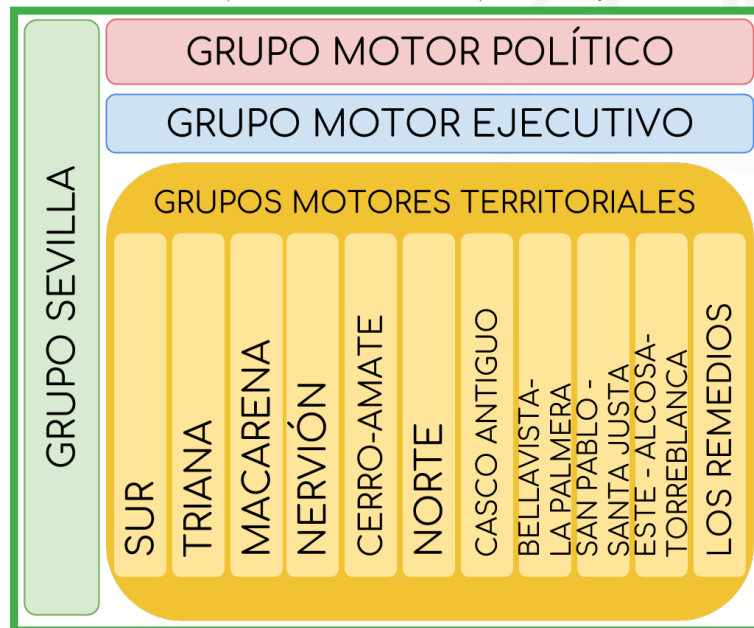 GRUPO SEVILLA
GRUPO MOTOR POLÍTICO
GRUPO MOTOR EJECUTIVO
GRUPOS MOTORES TERRITORIALES
SUR
TRIANA
MACARENA
NERVIÓN
CERRO-AMATE
NORTE
CASCO ANTIGUO
BELLAVISTA-
LA PALMERA
SAN PABLO -
SANTA JUSTA
ESTE - ALCOSA-
TORREBLANCA
LOS REMEDIOS